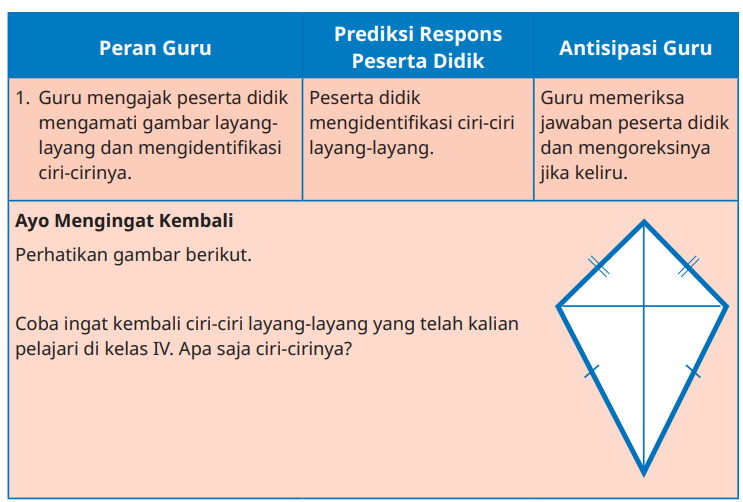 Peran Guru
Prediksi Respons
Peserta Didik
Antisipasi Guru
1. Guru mengajak peserta didik
mengamati gambar layang-
layang dan mengidentifikasi
ciri-cirinya.
Peserta didik
mengidentifikasi ciri-ciri
layang-layang.
Guru memeriksa
jawaban peserta didik
dan mengoreksinya
jika keliru.
Ayo Mengingat Kembali
Perhatikan gambar berikut.
Coba ingat kembali ciri-ciri layang-layang yang telah kalian
pelajari di kelas IV. Apa saja ciri-cirinya?